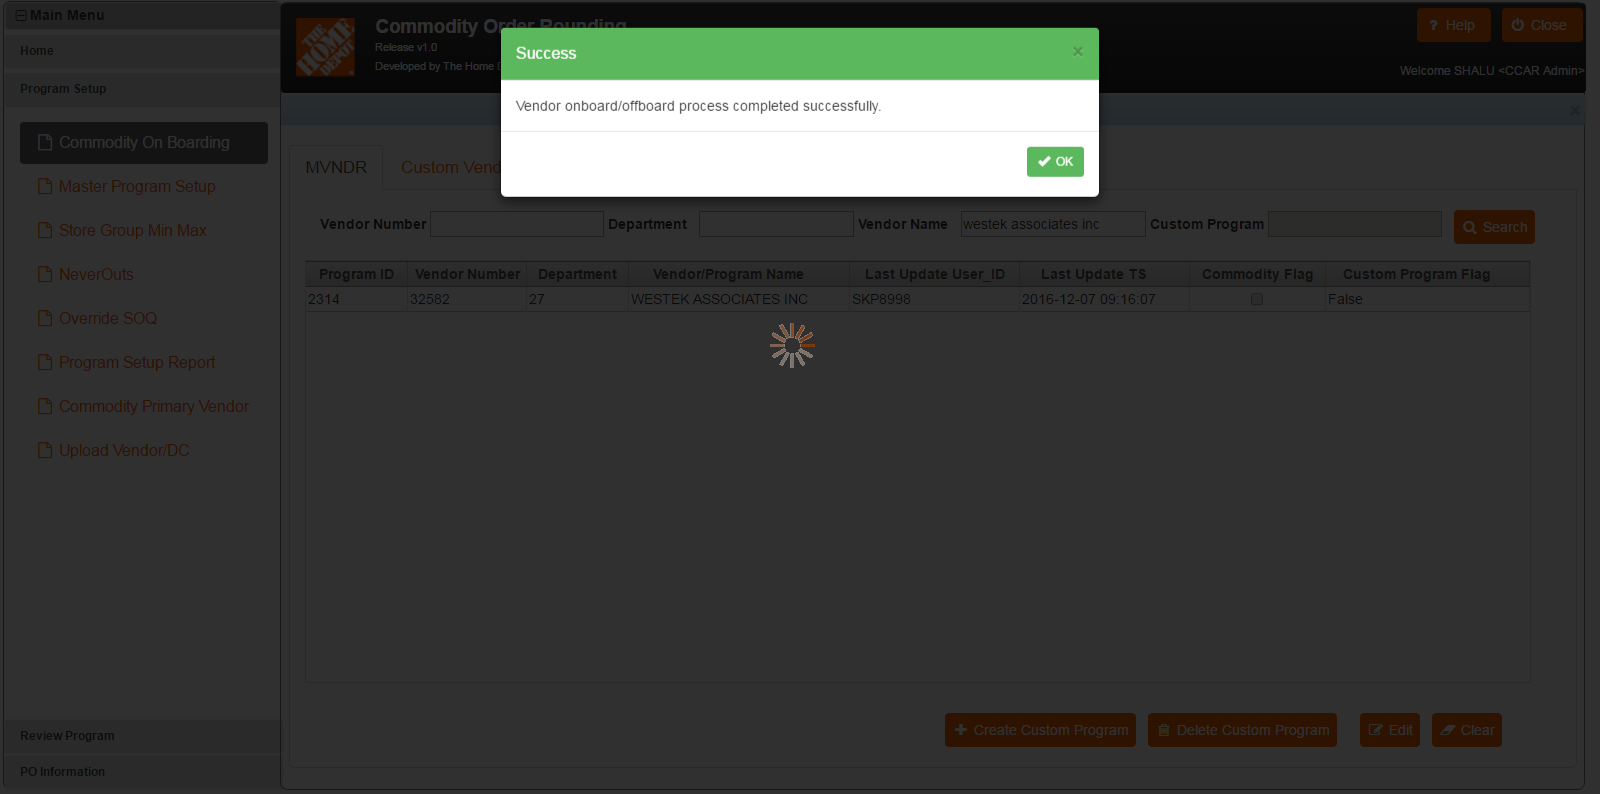 Main Menu
Home
Program Setup
Commodity On Boarding
Master Program Setup
Store Group Min Max
NeverOuts
Override SOQ
Program Setup Report
Commodity Primary Vendor
Upload Vendor/DC
Review Program
PO Information
THE HOME DEPOT
Commodity Order Rounding
Release v1.0
Developed by The Home D
? Help
Close
Welcome SHALU <CCAR Admin>
Success ×
Vendor onboard/offboard process completed successfully.
OK
×
MVNDR Custom Vend
Vendor Number Department Vendor Name westek associates inc Custom Program Search
Program ID Vendor Number Department Vendor/Program Name Last Update User_ID Last Update TS Commodity Flag Custom Program Flag
2314 32582 27 WESTEK ASSOCIATES INC SKP8998 2016-12-07 09:16:07 False
Create Custom Program Delete Custom Program Edit Clear